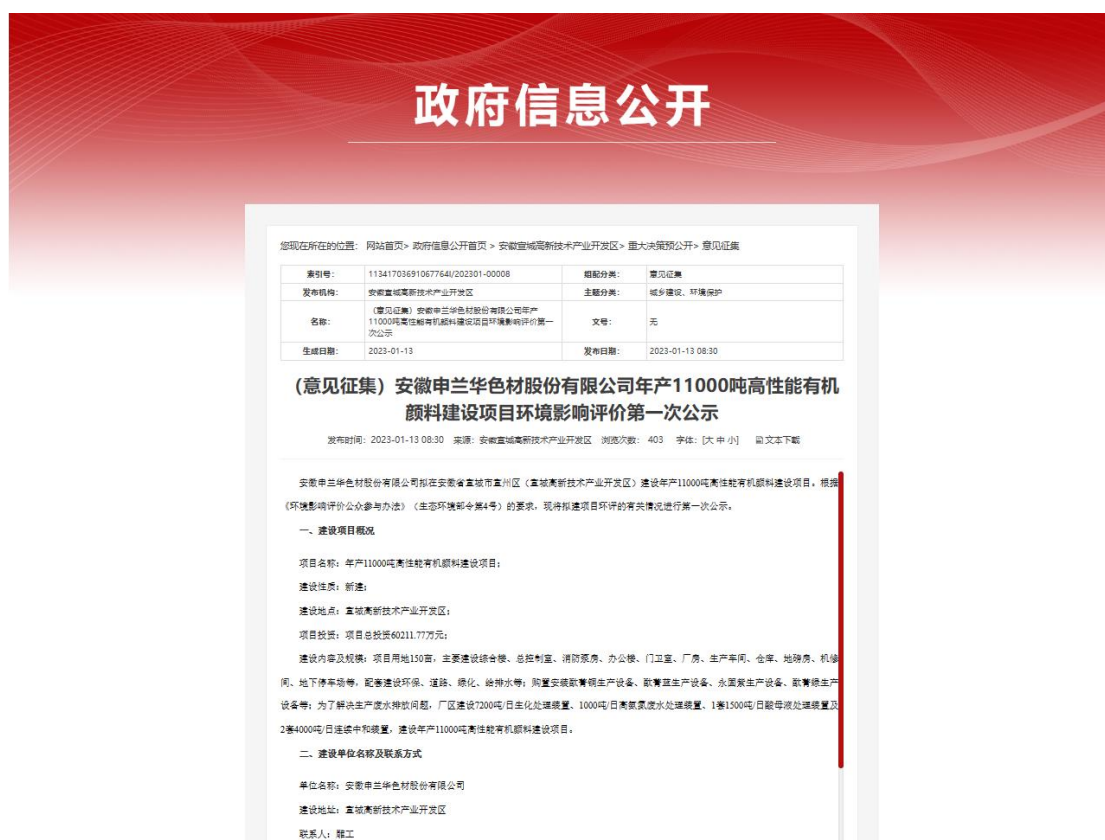 政府信息公开
您现在所在的位置： 网站首页> 政府信息公开首页 > 安徽宣城高新技术产业开发区> 重大决策预公开> 意见征集
索引号： 11341703691067764I/202301-00008 组配分类： 意见征集
发布机构： 安徽宣城高新技术产业开发区 主题分类： 城乡建设、环境保护
名称： （意见征集）安徽申兰华色材股份有限公司年产
11000吨高性能有机颜料建设项目环境影响评价第一
次公示 文号： 无
生成日期： 2023-01-13 发布日期： 2023-01-13 08:30
（意见征集）安徽申兰华色材股份有限公司年产11000吨高性能有机
颜料建设项目环境影响评价第一次公示
发布时间：2023-01-13 08:30 来源：安徽宣城高新技术产业开发区 浏览次数： 403 字体：[大 中 小] 文本下载
安徽申兰华色材股份有限公司拟在安徽省宣城市宣州区（宣城高新技术产业开发区）建设年产11000吨高性能有机颜料建设项目。根据
《环境影响评价公众参与办法》（生态环境部令第4号）的要求，现将拟建项目环评的有关情况进行第一次公示。
一、建设项目概况
项目名称：年产11000吨高性能有机颜料建设项目；
建设性质：新建；
建设地点：宣城高新技术产业开发区；
项目投资：项目总投资60211.77万元；
建设内容及规模：项目用地150亩，主要建设综合楼、总控制室、消防泵房、办公楼、门卫室、厂房、生产车间、仓库、地磅房、机修
间、地下停车场等，配套建设环保、道路、绿化、给排水等；购置安装酞菁铜生产设备、酞菁蓝生产设备、永固紫生产设备、酞菁绿生产
设备等；为了解决生产废水排放问题，厂区建设7200吨/日生化处理装置、1000吨/日高氨氮废水处理装置、1套1500吨/日酸母液处理装置及
2套4000吨/日连续中和装置，建设年产11000吨高性能有机颜料建设项目。
二、建设单位名称及联系方式
单位名称：安徽申兰华色材股份有限公司
建设地址：宣城高新技术产业开发区
联系人：工